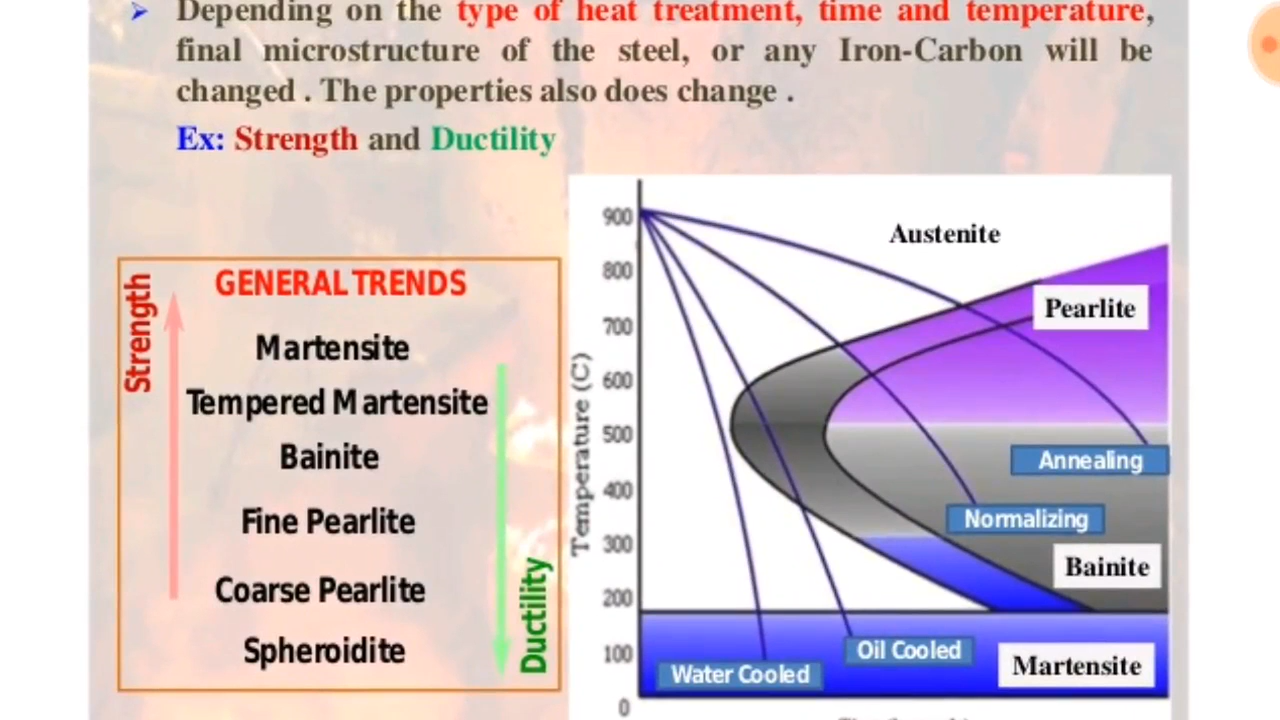 Depending on the type of heat treatment, time and temperature,
final microstructure of the steel, or any Iron-Carbon will be
changed . The properties also does change .
Ex: Strength and Ductility
GENERAL TRENDS
Strength
Martensite
Tempered Martensite
Bainite
Fine Pearlite
Coarse Pearlite
Spheroidite
Ductility
Temperature (C)
900
800
700
600
500
400
300
200
100
0
Austenite
Pearlite
Annealing
Normalizing
Bainite
Oil Cooled
Martensite
Water Cooled